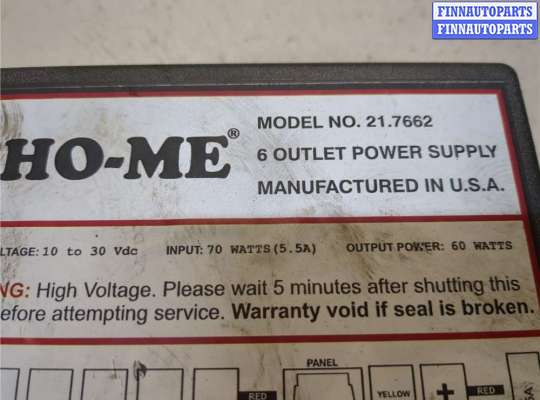 FINNAUTOPARTS
FINNAUTOPARTS
HO-ME®
MODEL NO. 21.7662
6 OUTLET POWER SUPPLY
MANUFACTURED IN U.S.A.
LTAGE: 10 to 30 Vdc INPUT: 70 WATTS (5.5A) OUTPUT POWER: 60 WATTS
NG: High Voltage. Please wait 5 minutes after shutting this
efore attempting service. Warranty void if seal is broken.
PANEL
RED YELLOW + RED 5A